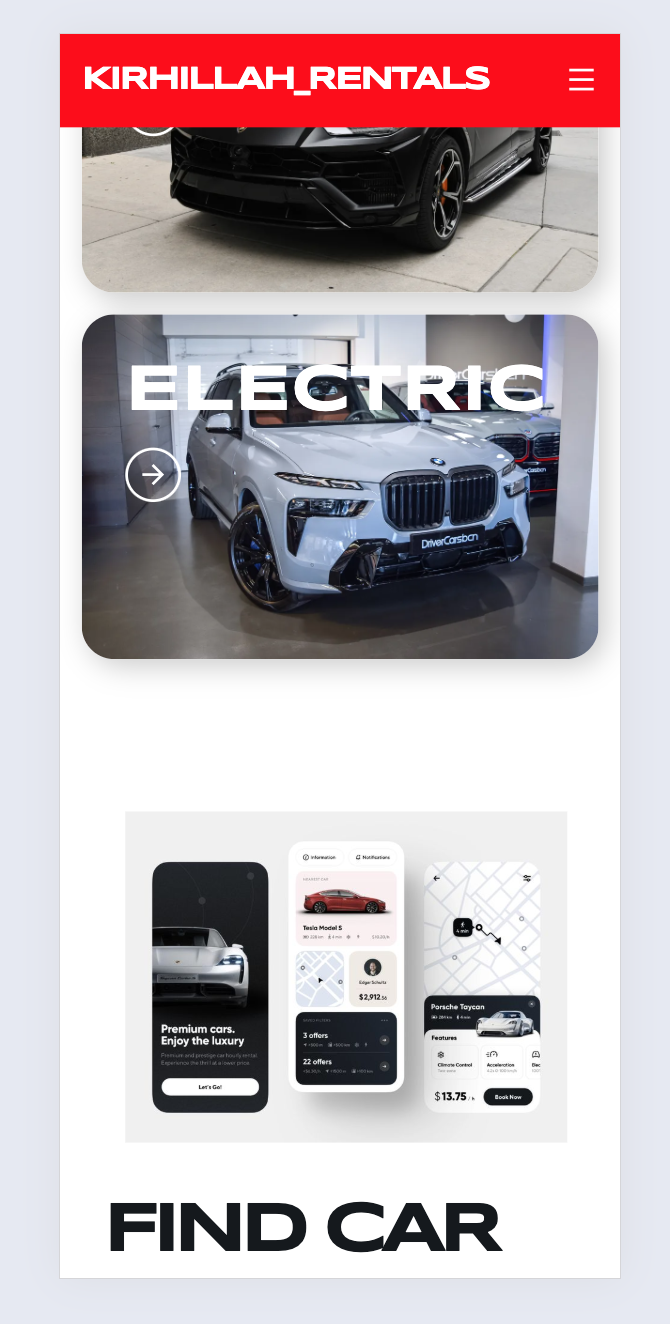 KIRHILLAH_RENTALS
ELECTRIC
DriverCarsbcn
Information
Notifications
NEAREST CAR
Tesla Model S
Edger Schultz
$2,912.56
3 offers
22 offers
Premium cars.
Enjoy the luxury
Premium and prestige car hourly rental.
Experience the thrill at a lower price.
Let's Go!
4 min
Porsche Taycan
Features
Climate Control
Acceleration
$13.75 / h
Book Now
FIND CAR